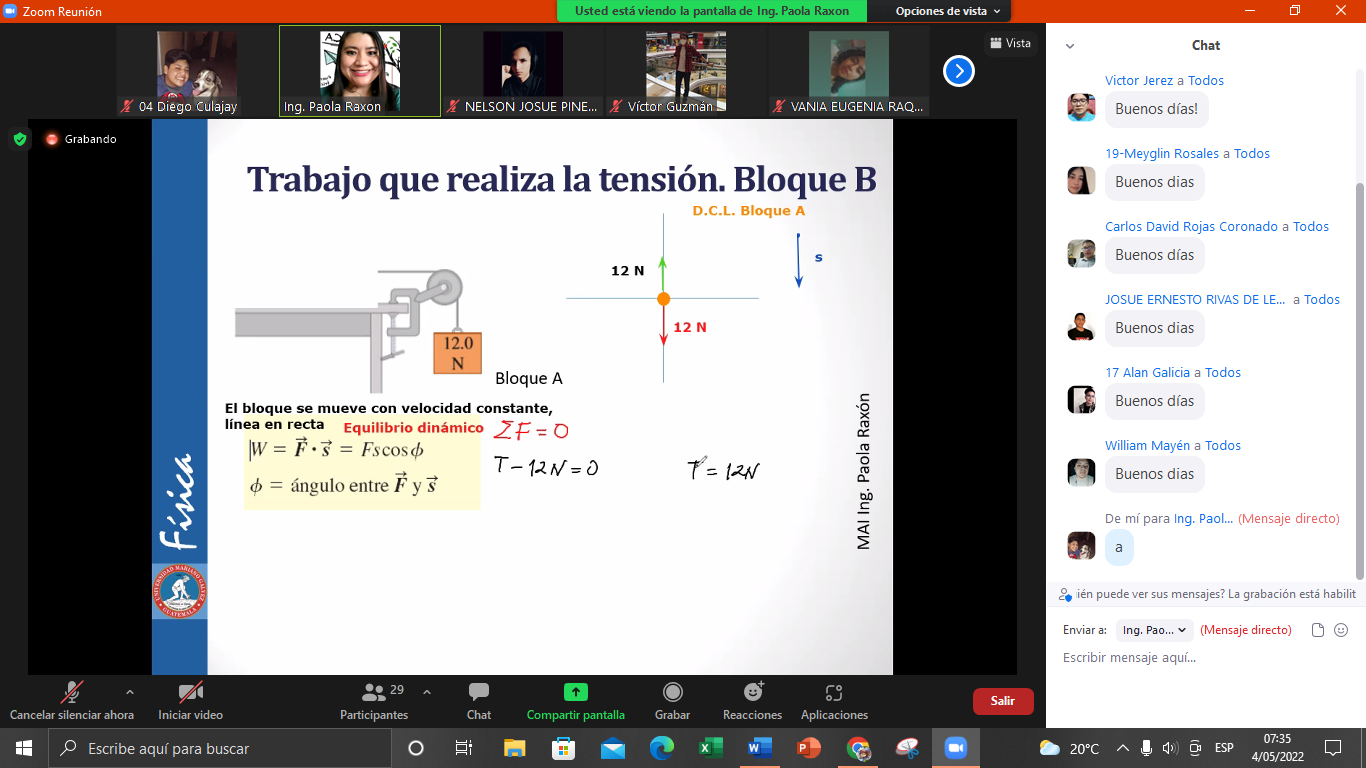 Zoom Reunión
Usted está viendo la pantalla de Ing. Paola Raxon
Opciones de vista
04 Diego Culajay
Ing. Paola Raxon
NELSON JOSUE PINE...
Víctor Guzmán
VANIA EUGENIA RAQ...
Vista
Grabando
Trabajo que realiza la tensión. Bloque B
D.C.L. Bloque A
s
12 N
12 N
12.0
N
Bloque A
El bloque se mueve con velocidad constante,
línea en recta
Equilibrio dinámico
ΣF = 0
W = F⃗ • s⃗ = Fs cos ϕ
T - 12N = 0
T = 12N
ϕ = ángulo entre F⃗ y s⃗
Física
MAI Ing. Paola Raxón
UNIVERSIDAD MARIANO GALVEZ
GUATEMALA
Chat
Victor Jerez a Todos
Buenos días!
19-Meyglin Rosales a Todos
Buenos dias
Carlos David Rojas Coronado a Todos
Buenos días
JOSUE ERNESTO RIVAS DE LE... a Todos
Buenos dias
17 Alan Galicia a Todos
Buenos días
William Mayén a Todos
Buenos dias
De mí para Ing. Paol... (Mensaje directo)
a
ién puede ver sus mensajes? La grabación está habilit
Enviar a: Ing. Pao... (Mensaje directo)
Escribir mensaje aquí...
Cancelar silenciar ahora
Iniciar video
Participantes
29
Chat
Compartir pantalla
Grabar
Reacciones
Aplicaciones
Salir
Escribe aquí para buscar
20°C
ESP
07:35
4/05/2022